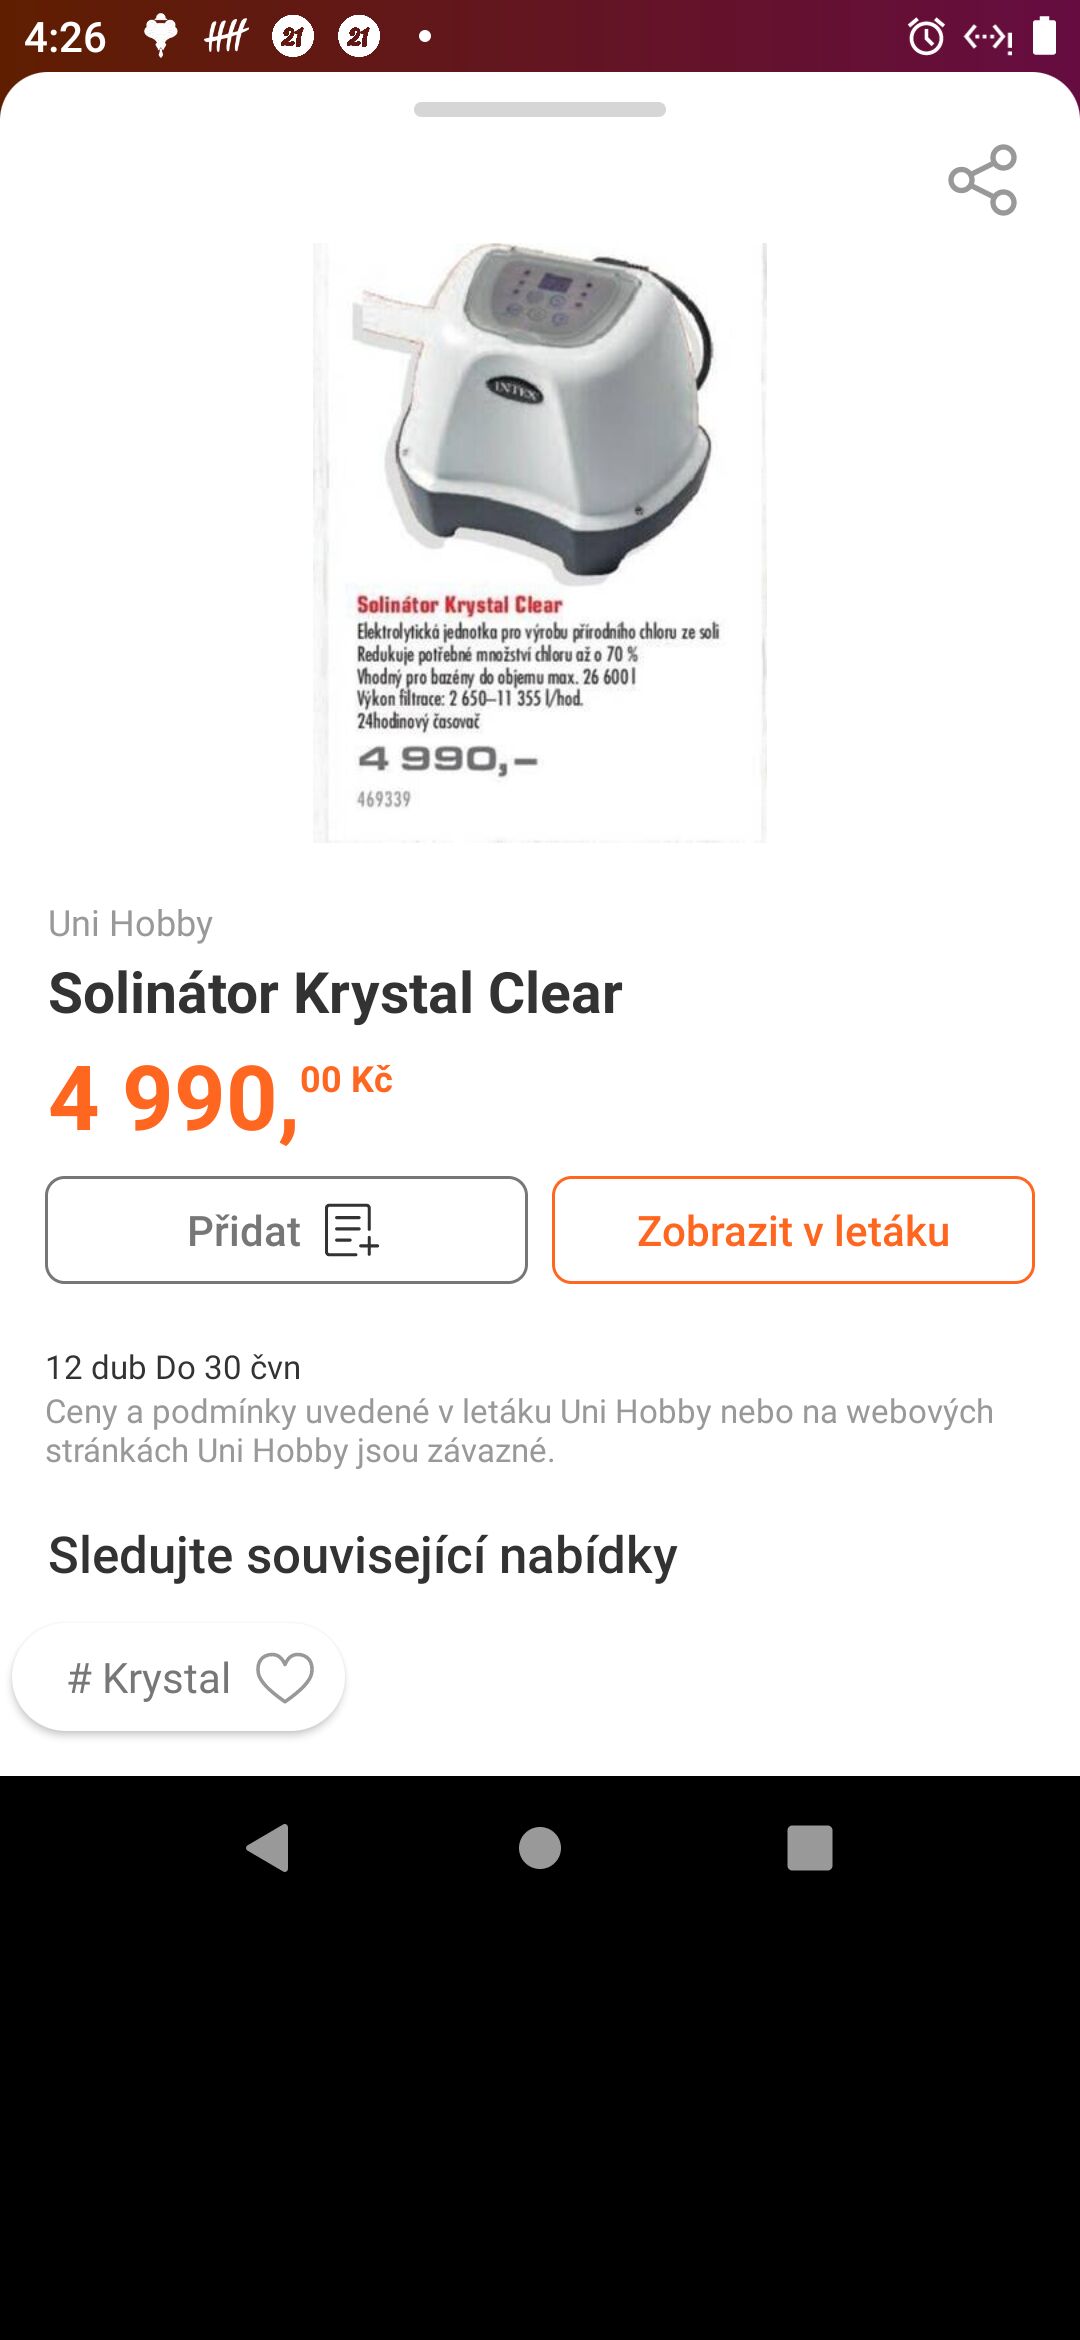 4:26
21
21
INTEX
Solinátor Krystal Clear
Elektrolytická jednotka pro výrobu přírodního chloru ze soli
Redukuje potřebné množství chloru až o 70 %
Vhodný pro bazény do objemu max. 26 600 l
Výkon filtrace: 2 650–11 355 l/hod.
24hodinový časovač
4 990,–
469339
Uni Hobby
Solinátor Krystal Clear
4 990,00 Kč
Přidat
Zobrazit v letáku
12 dub Do 30 čvn
Ceny a podmínky uvedené v letáku Uni Hobby nebo na webových
stránkách Uni Hobby jsou závazné.
Sledujte související nabídky
# Krystal